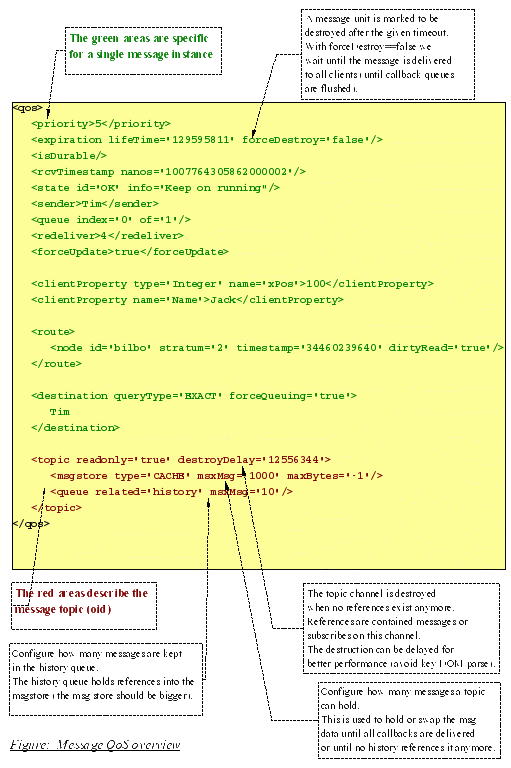 The green areas are specific
for a single message instance
A message unit is marked to be
destroyed after the given timeout.
With forceDestroy==false we
wait until the message is delivered
to all clients (until callback queues
are flushed).
<qos>
<priority>5</priority>
<expiration lifeTime='129595811' forceDestroy='false'/>
<isDurable/>
<rcvTimestamp nanos='1007764305862000002'/>
<state id='OK' info='Keep on running"/>
<sender>Tim</sender>
<queue index='0' of='1'/>
<redeliver>4</redeliver>
<forceUpdate>true</forceUpdate>
<clientProperty type='Integer' name='xPos'>100</clientProperty>
<clientProperty name='Name'>Jack</clientProperty>
<route>
<node id='bilbo' stratum='2' timestamp='34460239640' dirtyRead='true'/>
</route>
<destination queryType='EXACT' forceQueuing='true'>
Tim
</destination>
<topic readonly='true' destroyDelay='12556344'>
<msgstore type='CACHE' msxMsg='1000' maxBytes='-1'/>
<queue related='history' msxMsg='10'/>
</topic>
</qos>
The red areas describe the
message topic (oid)
The topic channel is destroyed
when no references exist anymore.
References are contained messages or
subscribes on this channel.
The destruction can be delayed for
better performance (avoid key DOM parse).
Configure how many messages are kept
in the history queue.
The history queue holds references into the
msgstore (the msg store should be bigger).
Configure how many messages a topic
can hold.
This is used to hold or swap the msg
data until all callbacks are delivered
or until no history references it anymore.
Figure: Message QoS overview